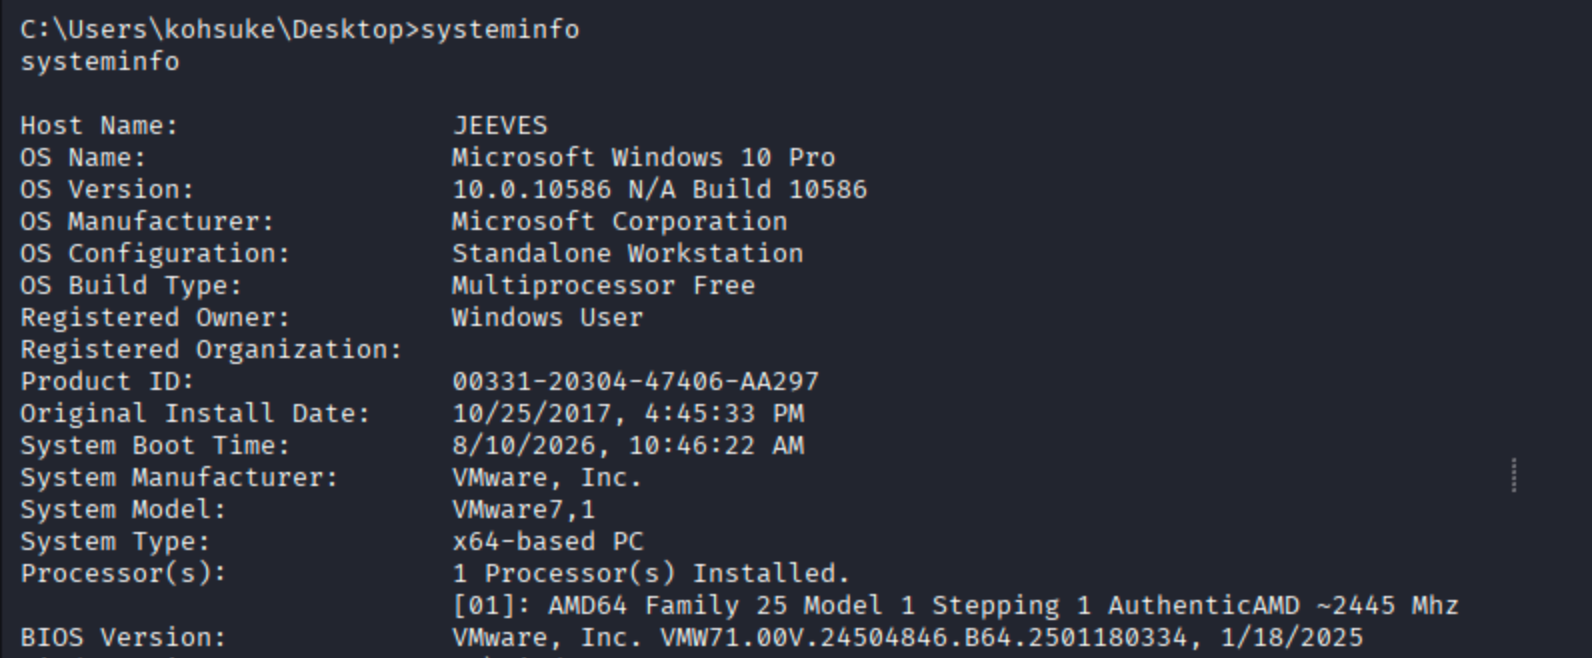 C:\Users\kohsuke\Desktop>systeminfo
systeminfo
Host Name: JEEVES
OS Name: Microsoft Windows 10 Pro
OS Version: 10.0.10586 N/A Build 10586
OS Manufacturer: Microsoft Corporation
OS Configuration: Standalone Workstation
OS Build Type: Multiprocessor Free
Registered Owner: Windows User
Registered Organization:
Product ID: 00331-20304-47406-AA297
Original Install Date: 10/25/2017, 4:45:33 PM
System Boot Time: 8/10/2026, 10:46:22 AM
System Manufacturer: VMware, Inc.
System Model: VMware7,1
System Type: x64-based PC
Processor(s): 1 Processor(s) Installed.
[01]: AMD64 Family 25 Model 1 Stepping 1 AuthenticAMD ~2445 Mhz
BIOS Version: VMware, Inc. VMW71.00V.24504846.B64.2501180334, 1/18/2025